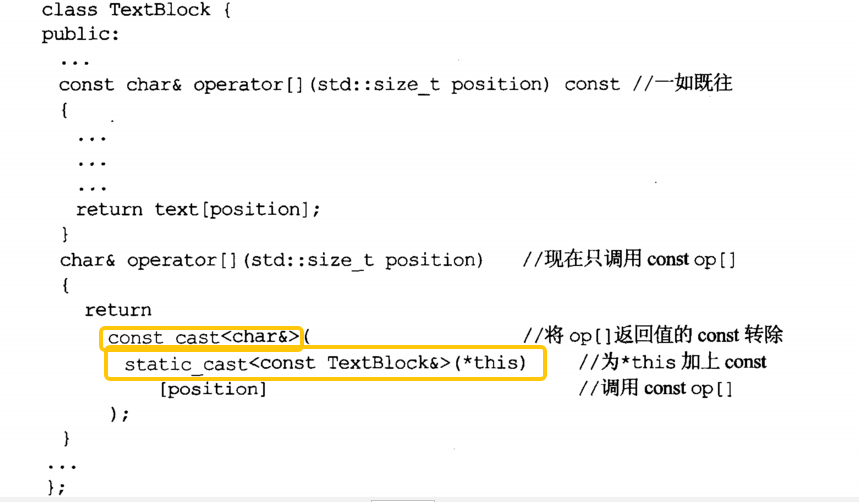 class TextBlock {
public:
...
const char& operator[](std::size_t position) const //一如既往
{
...
...
...
return text[position];
}
char& operator[](std::size_t position) //现在只调用 const op[]
{
return
const_cast<char&>( //将 op[]返回值的 const 转除
static_cast<const TextBlock&>(*this) //为*this 加上 const
[position] //调用 const op[]
);
}
...
};